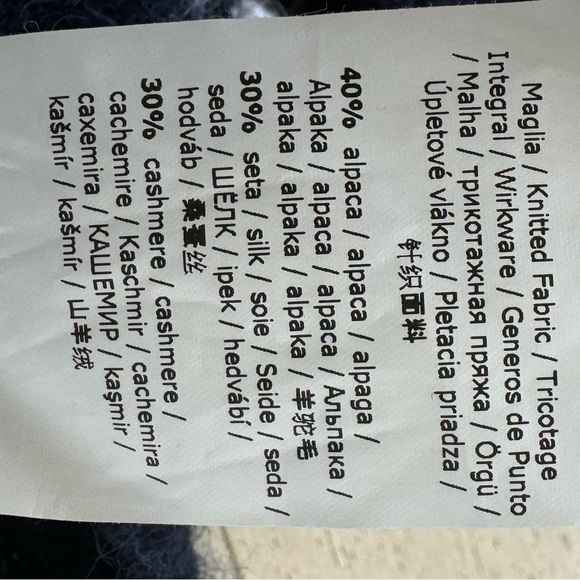 Maglia / Knitted Fabric / Tricotage
Integral / Wirkware / Generos de Punto
/ Malha / трикотажная пряжа / Örgü /
Úpletové vlákno / Pletacia priadza /
针织面料
40% alpaca / alpaca / alpaga /
Alpaka / alpaca / alpaca / Альпака /
alpaka / alpaka / alpaka / 羊驼毛
30% seta / silk / soie / Seide / seda /
seda / ШЁЛК / ipek / hedvábí /
hodváb / 桑蚕丝
30% cashmere / cashmere /
cachemire / Kaschmir / cachemira /
caxemira / КАШЕМИР / kaşmir /
kašmír / kašmír / 山羊绒